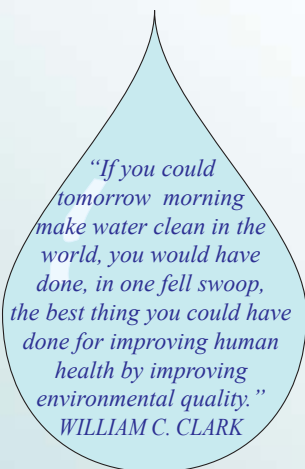 “If you could
tomorrow morning
make water clean in the
world, you would have
done, in one fell swoop,
the best thing you could have
done for improving human
health by improving
environmental quality.”
WILLIAM C. CLARK